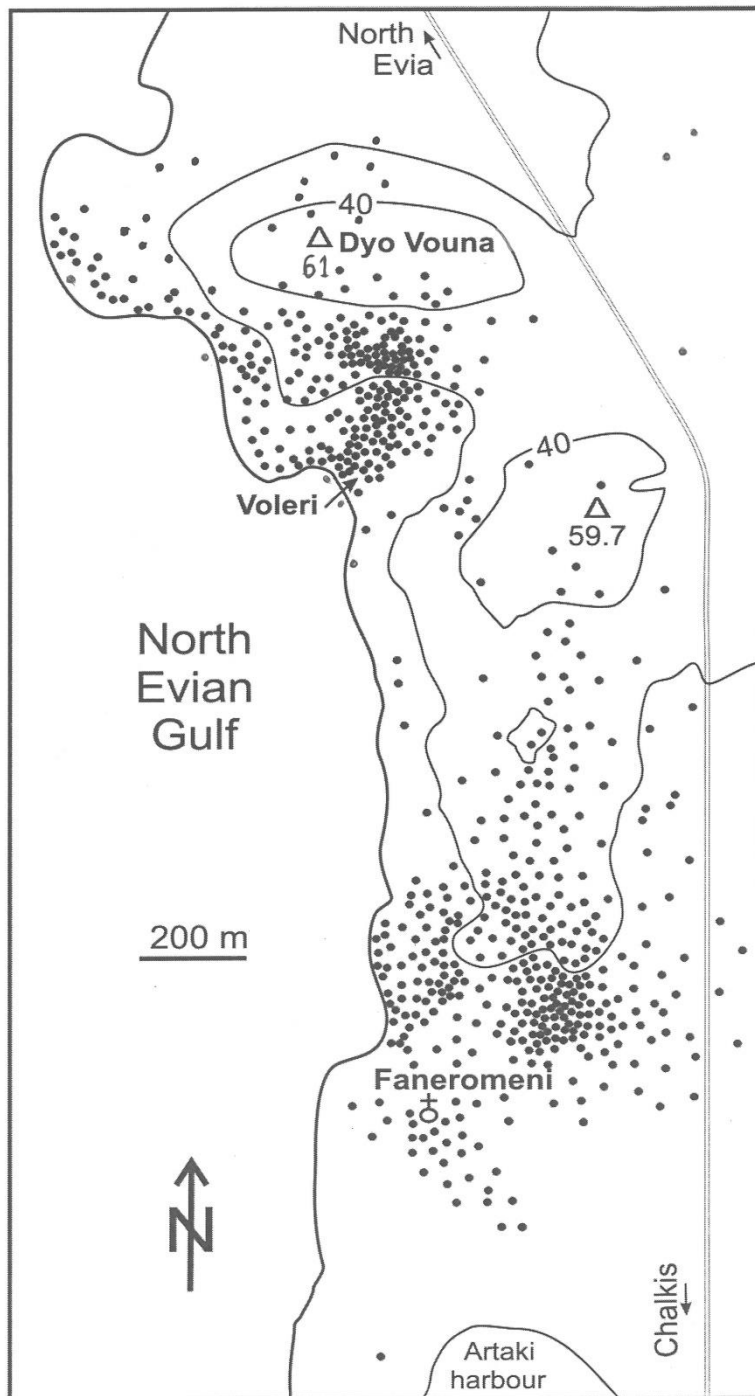 North
Evia
40
Dyo Vouna
61
40
59.7
Voleri
North
Evian
Gulf
200 m
Faneromeni
N
Chalkis
Artaki
harbour